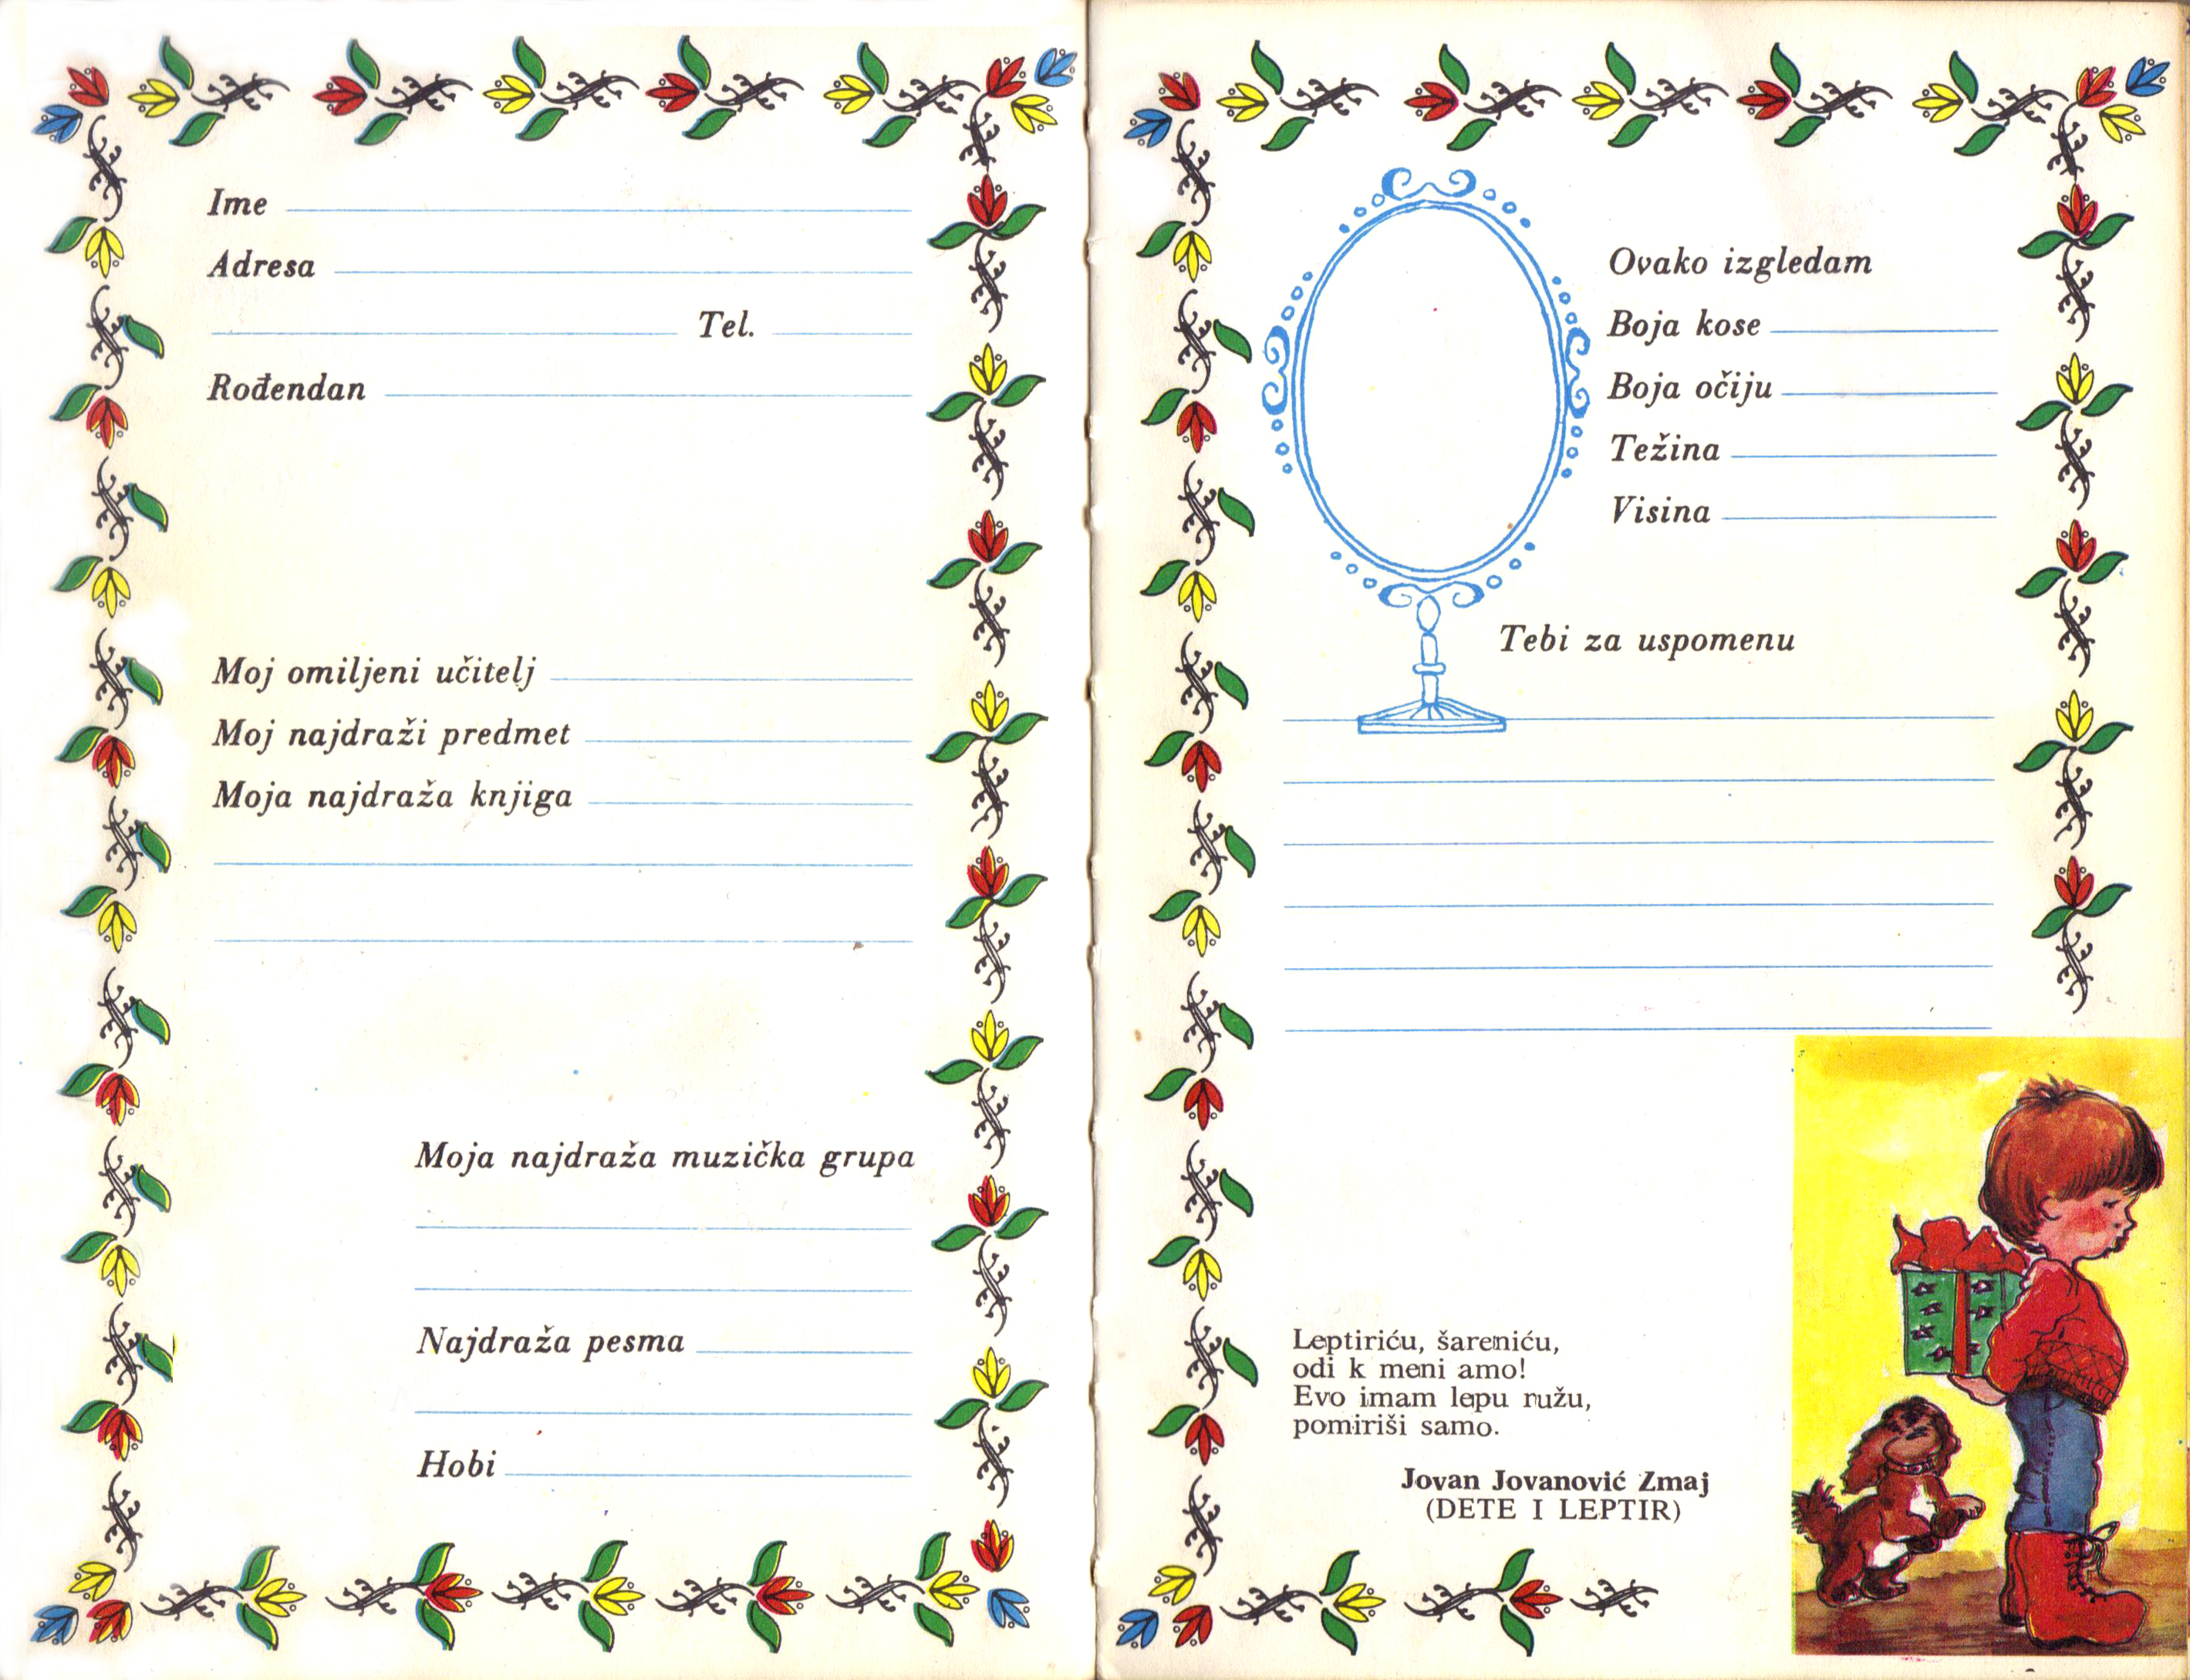 Ime
Adresa
Tel.
Rođendan
Moj omiljeni učitelj
Moj najdraži predmet
Moja najdraža knjiga
Moja najdraža muzička grupa
Najdraža pesma
Hobi
Ovako izgledam
Boja kose
Boja očiju
Težina
Visina
Tebi za uspomenu
Leptiriću, šareniću,
odi k meni amo!
Evo imam lepu ružu,
pomiriši samo.
Jovan Jovanović Zmaj
(DETE I LEPTIR)